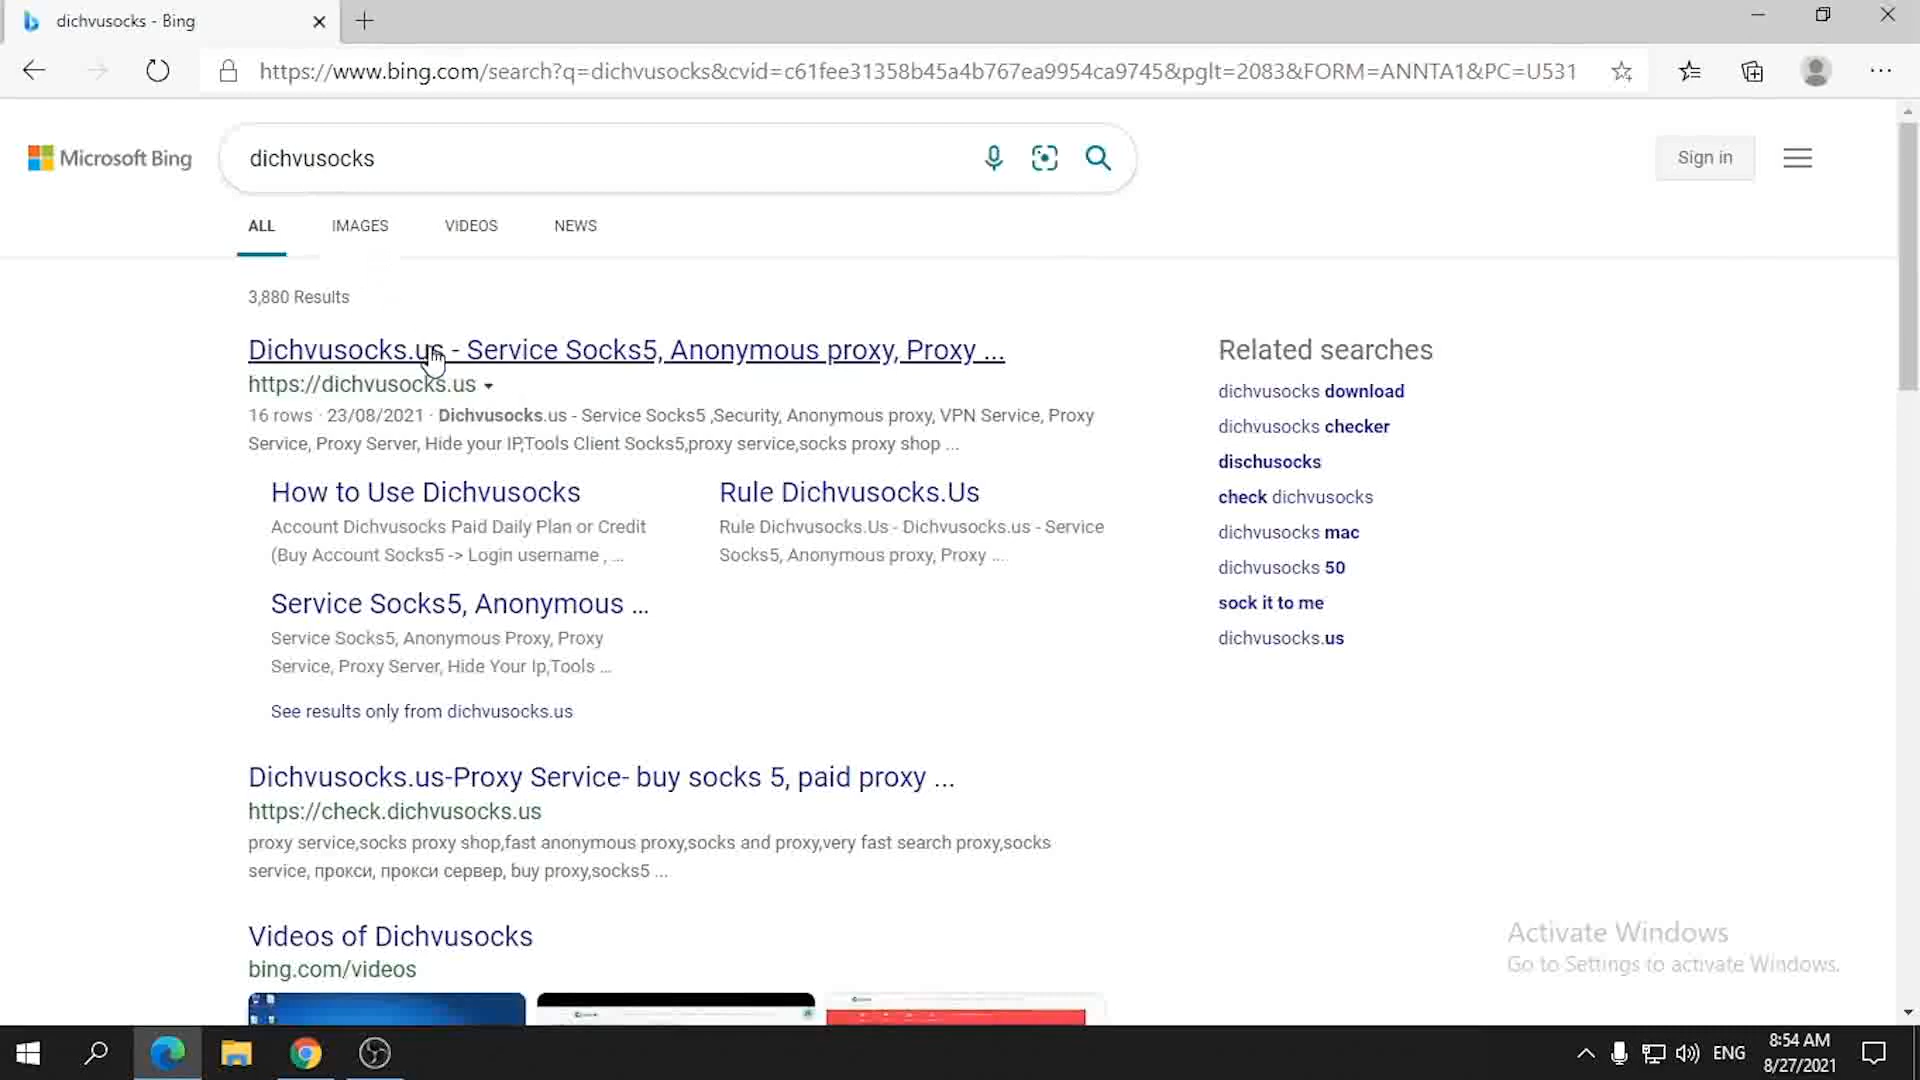 dichvusocks - Bing
https://www.bing.com/search?q=dichvusocks&cvid=c61fee31358b45a4b767ea9954ca9745&pglt=2083&FORM=ANNTA1&PC=U531
Microsoft Bing
dichvusocks
Sign in
ALL
IMAGES
VIDEOS
NEWS
3,880 Results
Dichvusocks.us - Service Socks5, Anonymous proxy, Proxy ...
https://dichvusocks.us
16 rows · 23/08/2021 · Dichvusocks.us - Service Socks5 ,Security, Anonymous proxy, VPN Service, Proxy
Service, Proxy Server, Hide your IP,Tools Client Socks5,proxy service,socks proxy shop ...
How to Use Dichvusocks
Account Dichvusocks Paid Daily Plan or Credit
(Buy Account Socks5 -> Login username , ...
Rule Dichvusocks.Us
Rule Dichvusocks.Us - Dichvusocks.us - Service
Socks5, Anonymous proxy, Proxy ...
Service Socks5, Anonymous ...
Service Socks5, Anonymous Proxy, Proxy
Service, Proxy Server, Hide Your Ip,Tools ...
See results only from dichvusocks.us
Dichvusocks.us-Proxy Service- buy socks 5, paid proxy ...
https://check.dichvusocks.us
proxy service,socks proxy shop,fast anonymous proxy,socks and proxy,very fast search proxy,socks
service, прокси, прокси сервер, buy proxy,socks5 ...
Videos of Dichvusocks
bing.com/videos
Related searches
dichvusocks download
dichvusocks checker
dischusocks
check dichvusocks
dichvusocks mac
dichvusocks 50
sock it to me
dichvusocks.us
Activate Windows
Go to Settings to activate Windows.
ENG
8:54 AM
8/27/2021